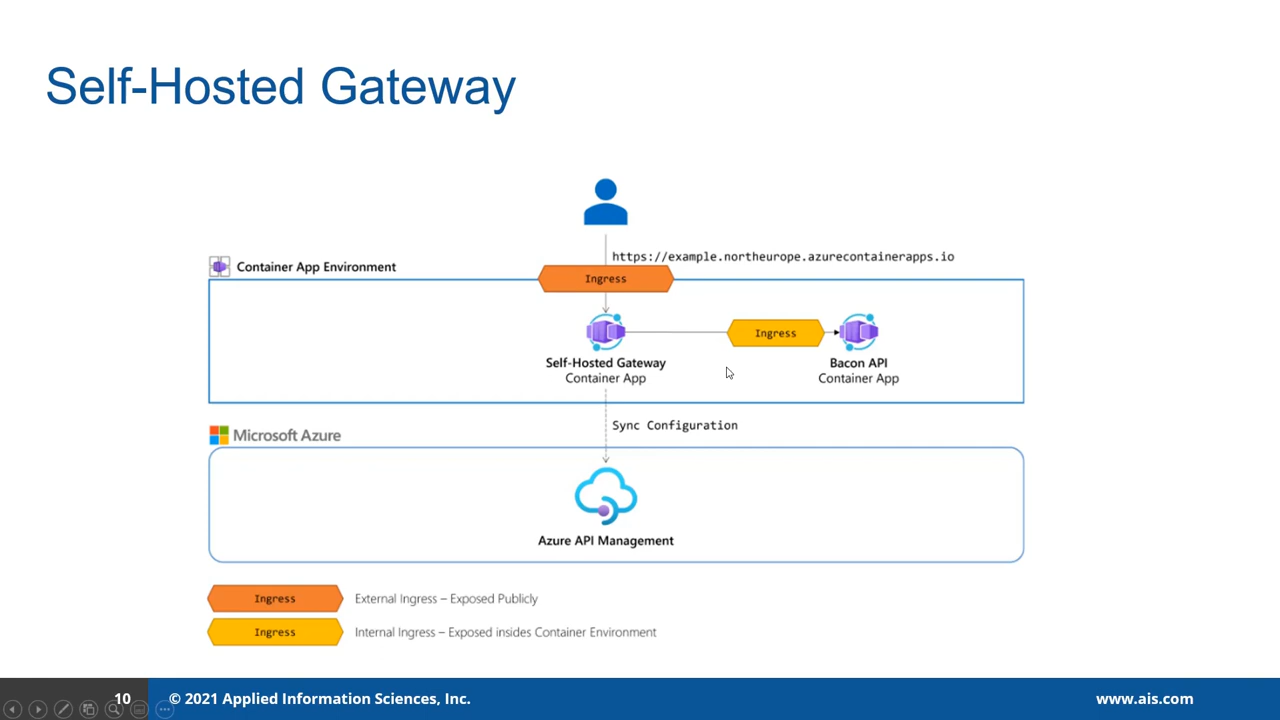 Self-Hosted Gateway
https://example.northeurope.azurecontainerapps.io
Container App Environment
Ingress
Ingress
Self-Hosted Gateway
Container App
Bacon API
Container App
Sync Configuration
Microsoft Azure
Azure API Management
Ingress
External Ingress – Exposed Publicly
Ingress
Internal Ingress – Exposed insides Container Environment
10
© 2021 Applied Information Sciences, Inc.
www.ais.com